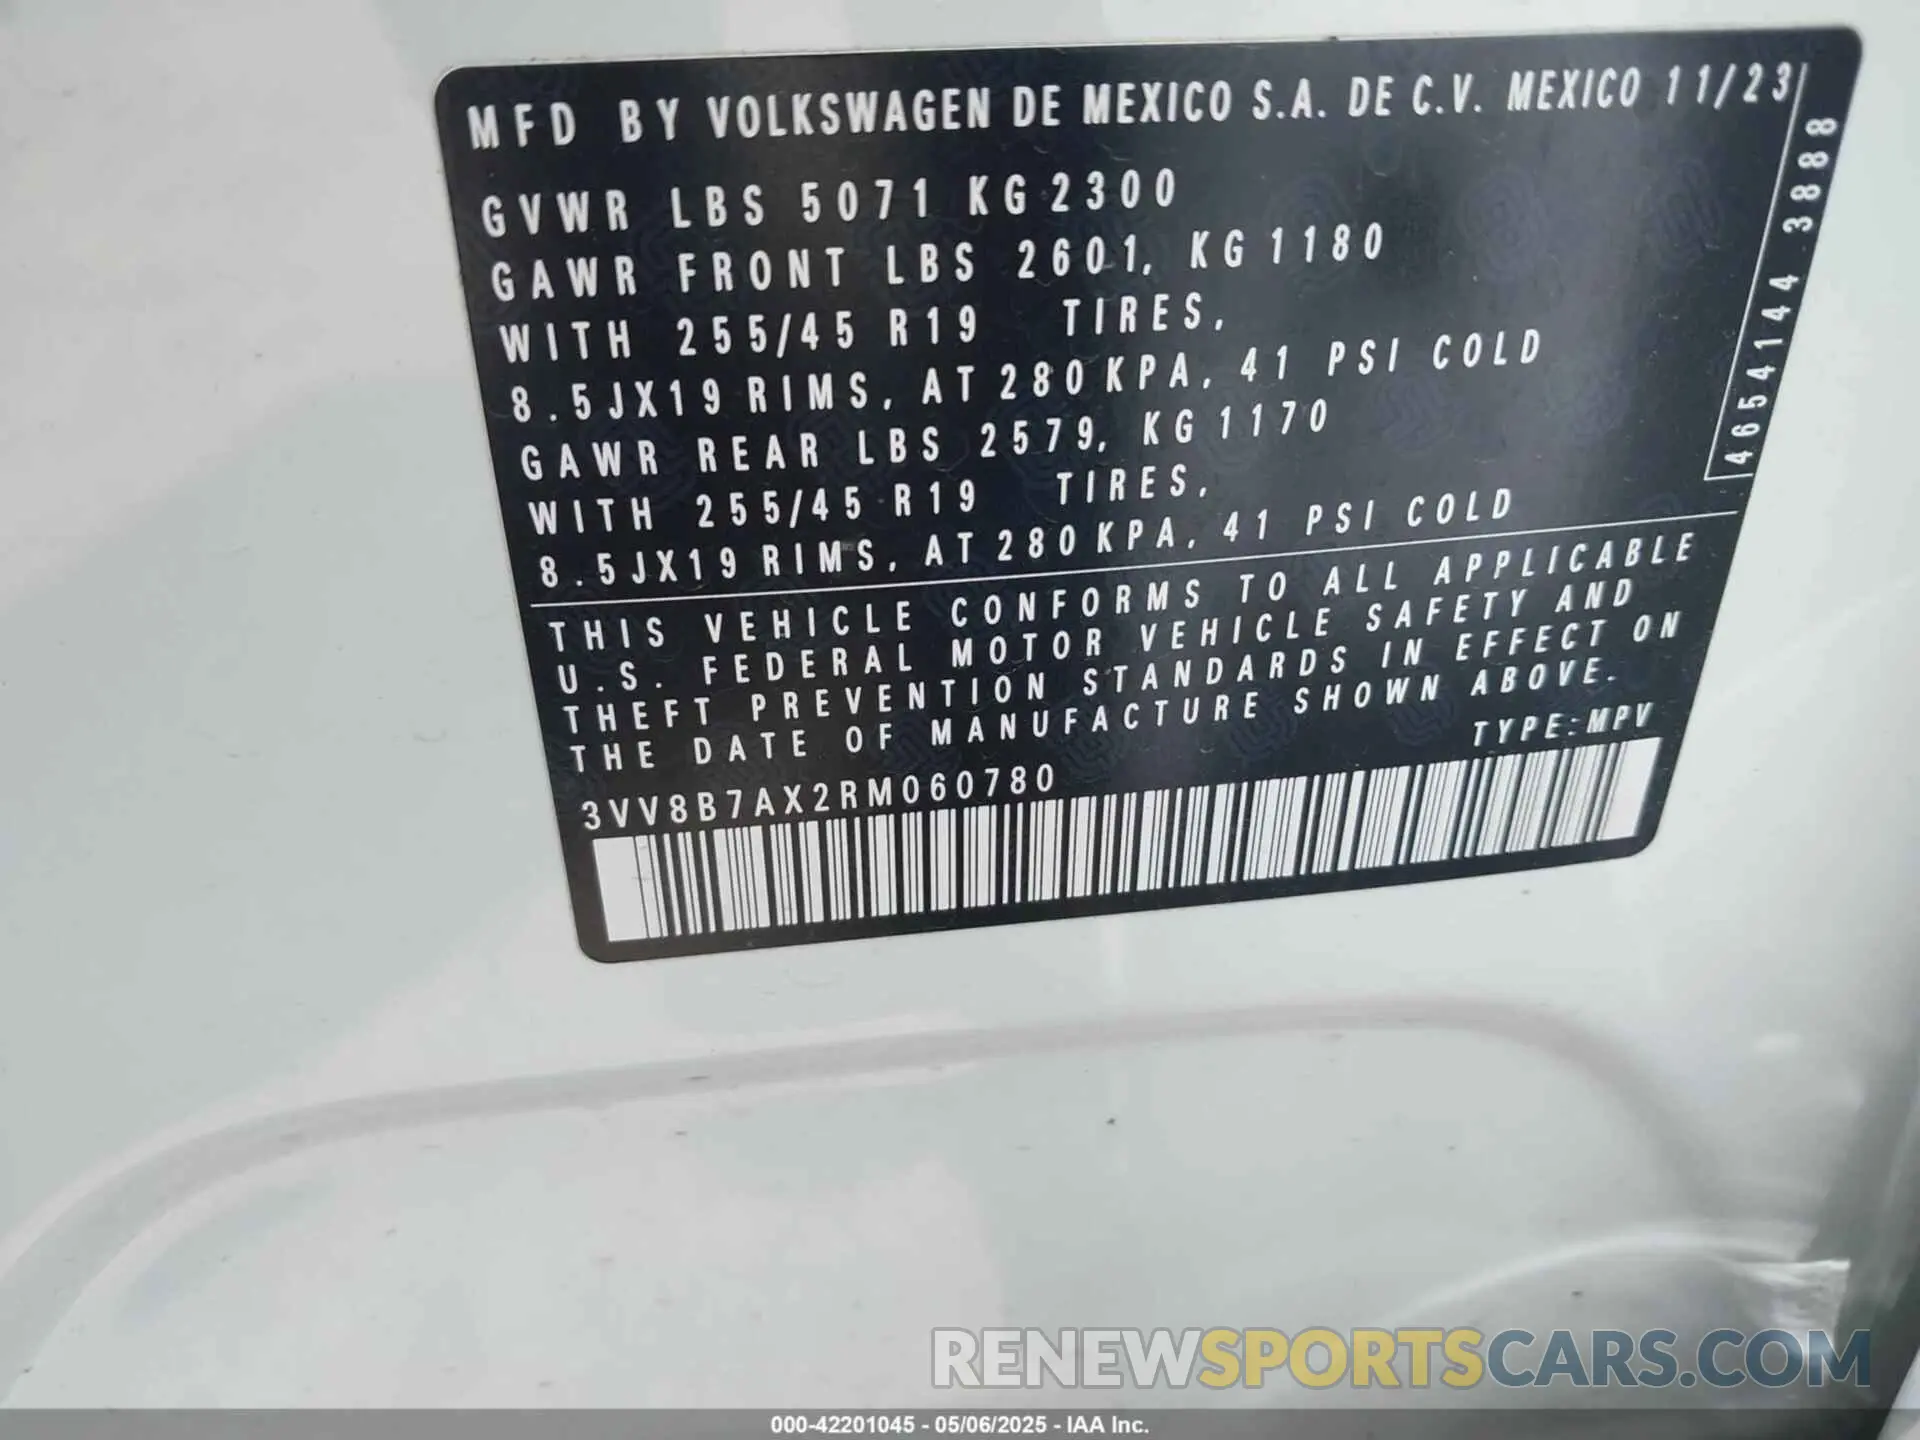 MFD BY VOLKSWAGEN DE MEXICO S.A. DE C.V. MEXICO 11/23
GVWR LBS 5071 KG 2300
GAWR FRONT LBS 2601, KG 1180
WITH 255/45 R19 TIRES,
8.5JX19 RIMS, AT 280 KPA, 41 PSI COLD
GAWR REAR LBS 2579, KG 1170
WITH 255/45 R19 TIRES,
8.5JX19 RIMS, AT 280 KPA, 41 PSI COLD
4654144 3888
THIS VEHICLE CONFORMS TO ALL APPLICABLE
U.S. FEDERAL MOTOR VEHICLE SAFETY AND
THEFT PREVENTION STANDARDS IN EFFECT ON
THE DATE OF MANUFACTURE SHOWN ABOVE.
TYPE:MPV
3VV8B7AX2RM060780
RENEWSPORTSCARS.COM
000-42201045 - 05/06/2025 - IAA Inc.